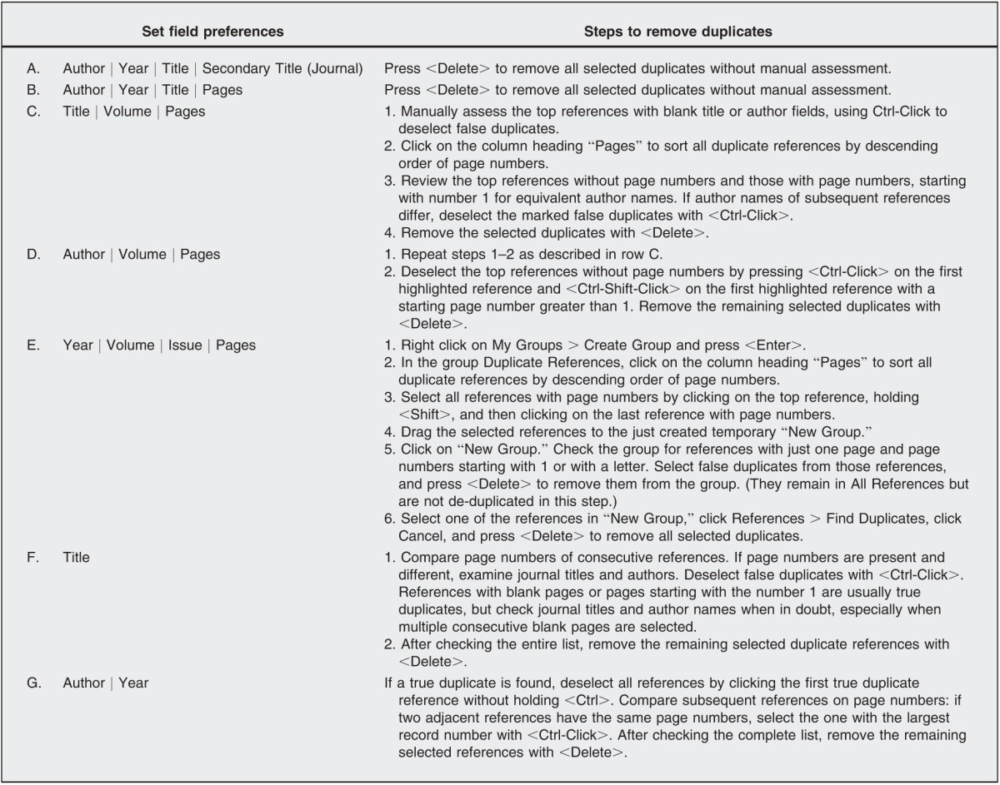 Set field preferences Steps to remove duplicates
A. Author | Year | Title | Secondary Title (Journal) Press <Delete> to remove all selected duplicates without manual assessment.
B. Author | Year | Title | Pages Press <Delete> to remove all selected duplicates without manual assessment.
C. Title | Volume | Pages 1. Manually assess the top references with blank title or author fields, using Ctrl-Click to
deselect false duplicates.
2. Click on the column heading “Pages” to sort all duplicate references by descending
order of page numbers.
3. Review the top references without page numbers and those with page numbers, starting
with number 1 for equivalent author names. If author names of subsequent references
differ, deselect the marked false duplicates with <Ctrl-Click>.
4. Remove the selected duplicates with <Delete>.
D. Author | Volume | Pages 1. Repeat steps 1–2 as described in row C.
2. Deselect the top references without page numbers by pressing <Ctrl-Click> on the first
highlighted reference and <Ctrl-Shift-Click> on the first highlighted reference with a
starting page number greater than 1. Remove the remaining selected duplicates with
<Delete>.
E. Year | Volume | Issue | Pages 1. Right click on My Groups > Create Group and press <Enter>.
2. In the group Duplicate References, click on the column heading “Pages” to sort all
duplicate references by descending order of page numbers.
3. Select all references with page numbers by clicking on the top reference, holding
<Shift>, and then clicking on the last reference with page numbers.
4. Drag the selected references to the just created temporary “New Group.”
5. Click on “New Group.” Check the group for references with just one page and page
numbers starting with 1 or with a letter. Select false duplicates from those references,
and press <Delete> to remove them from the group. (They remain in All References but
are not de-duplicated in this step.)
6. Select one of the references in “New Group,” click References > Find Duplicates, click
Cancel, and press <Delete> to remove all selected duplicates.
F. Title 1. Compare page numbers of consecutive references. If page numbers are present and
different, examine journal titles and authors. Deselect false duplicates with <Ctrl-Click>.
References with blank pages or pages starting with the number 1 are usually true
duplicates, but check journal titles and author names when in doubt, especially when
multiple consecutive blank pages are selected.
2. After checking the entire list, remove the remaining selected duplicate references with
<Delete>.
G. Author | Year If a true duplicate is found, deselect all references by clicking the first true duplicate
reference without holding <Ctrl>. Compare subsequent references on page numbers: if
two adjacent references have the same page numbers, select the one with the largest
record number with <Ctrl-Click>. After checking the complete list, remove the remaining
selected references with <Delete>.